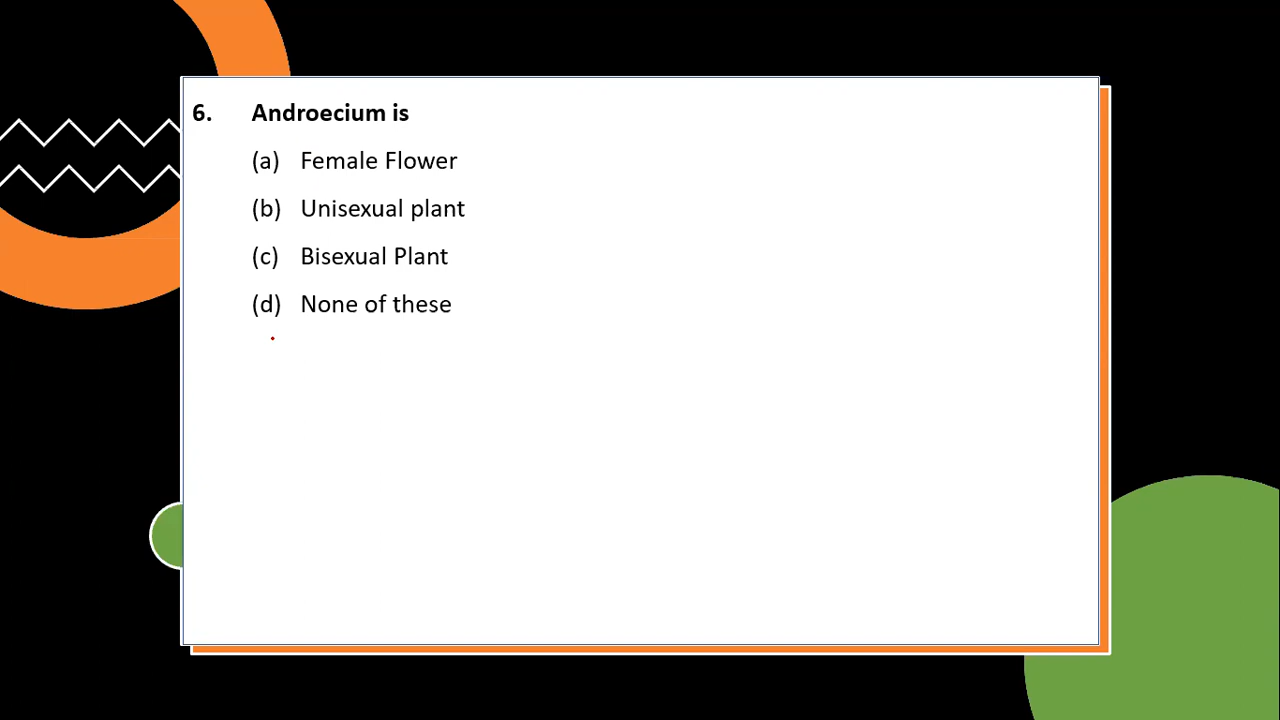 6. Androecium is
(a) Female Flower
(b) Unisexual plant
(c) Bisexual Plant
(d) None of these